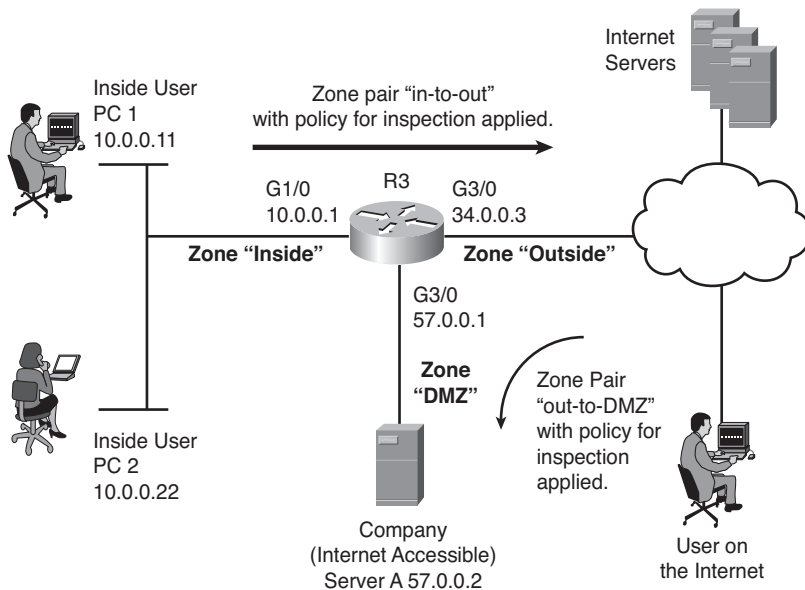 Internet
Servers
Inside User
PC 1
10.0.0.11
Zone pair “in-to-out”
with policy for inspection applied.
R3
G1/0
10.0.0.1
G3/0
34.0.0.3
Zone “Inside”
Zone “Outside”
G3/0
57.0.0.1
Zone
“DMZ”
Zone Pair
“out-to-DMZ”
with policy for
inspection
applied.
Inside User
PC 2
10.0.0.22
Company
(Internet Accessible)
Server A 57.0.0.2
User on
the Internet